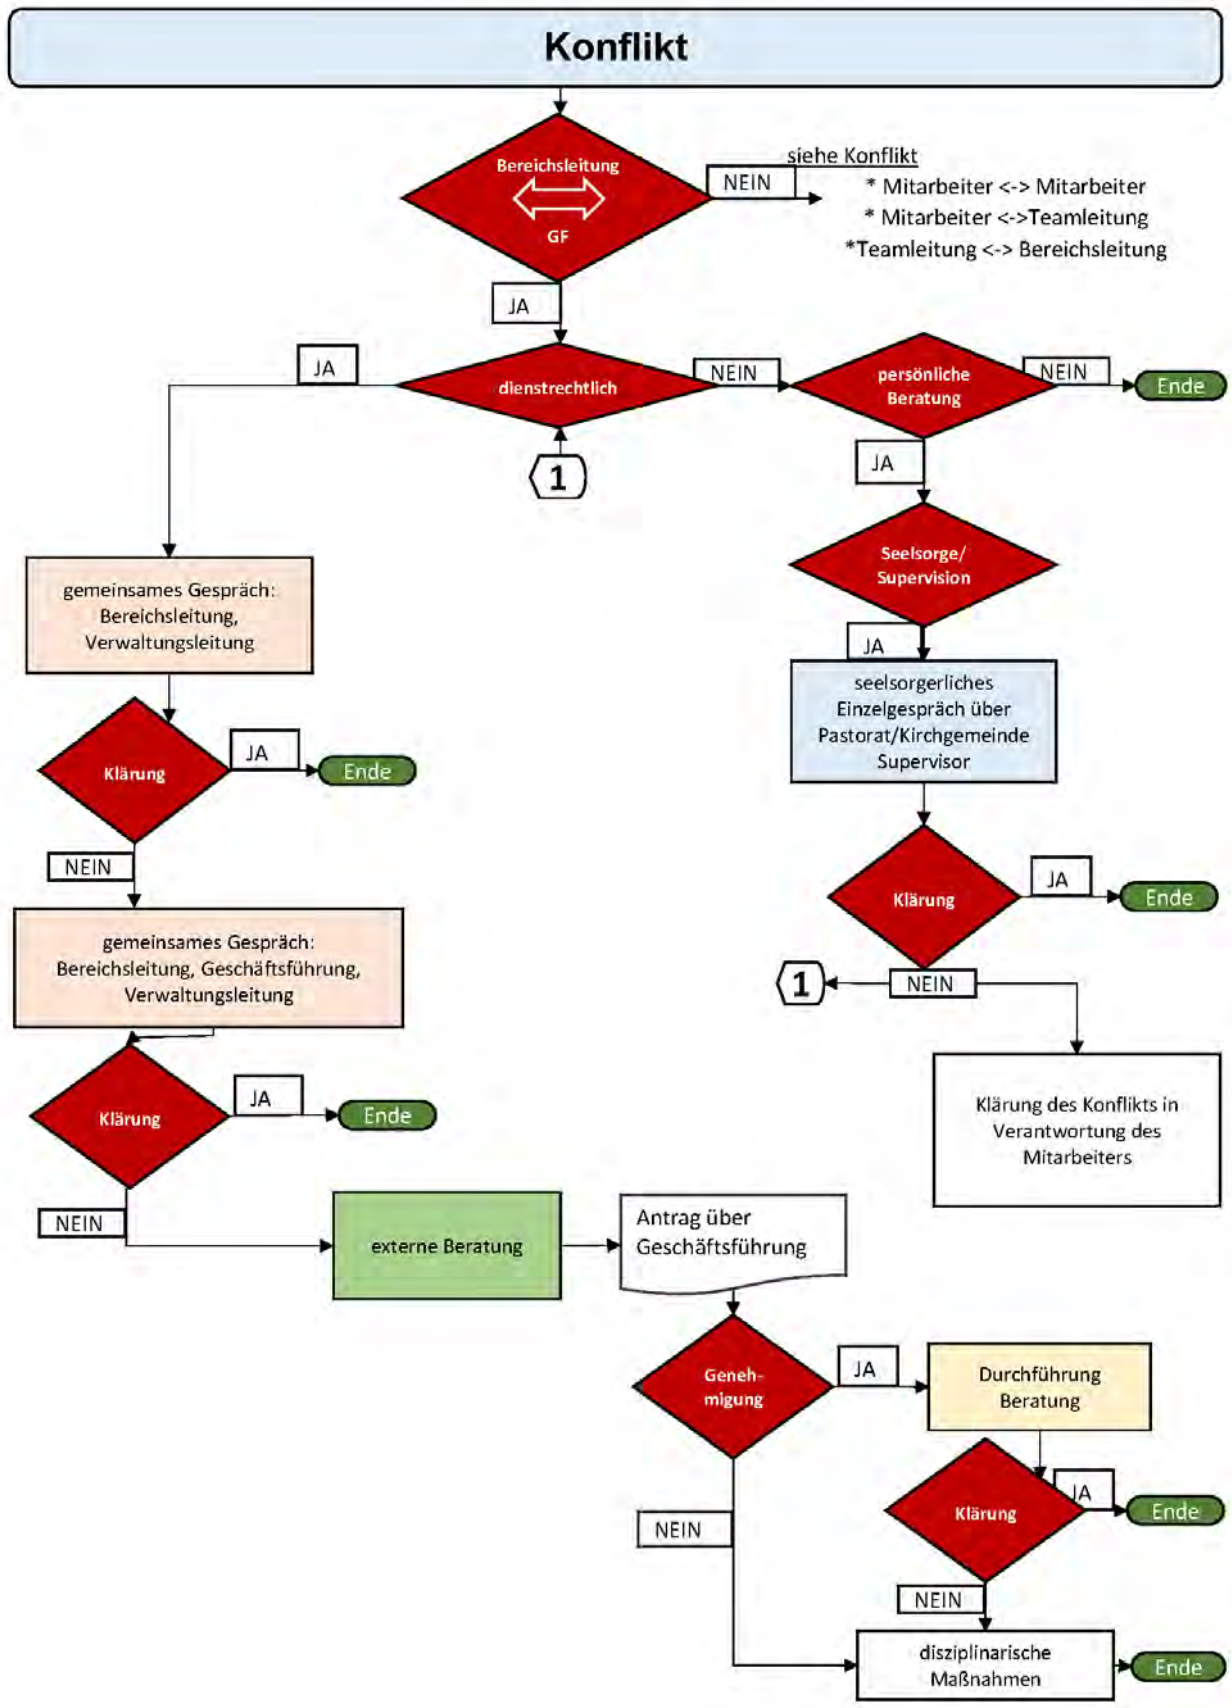 Konflikt
Bereichsleitung
GF
NEIN
siehe Konflikt
* Mitarbeiter <-> Mitarbeiter
* Mitarbeiter <->Teamleitung
*Teamleitung <-> Bereichsleitung
JA
JA
dienstrechtlich
NEIN
persönliche
Beratung
NEIN
Ende
1
JA
Seelsorge/
Supervision
JA
gemeinsames Gespräch:
Bereichsleitung,
Verwaltungsleitung
seelsorgerliches
Einzelgespräch über
Pastorat/Kirchgemeinde
Supervisor
Klärung
JA
Ende
NEIN
Klärung
JA
Ende
gemeinsames Gespräch:
Bereichsleitung, Geschäftsführung,
Verwaltungsleitung
1
NEIN
Klärung
JA
Ende
Klärung des Konflikts in
Verantwortung des
Mitarbeiters
NEIN
externe Beratung
Antrag über
Geschäftsführung
Geneh-
migung
JA
Durchführung
Beratung
NEIN
Klärung
JA
Ende
NEIN
disziplinarische
Maßnahmen
Ende